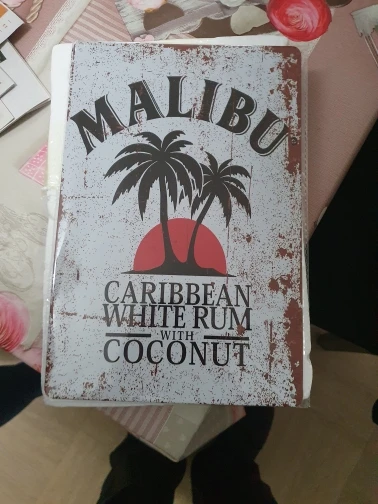 MALIBU
CARIBBEAN
WHITE RUM
WITH
COCONUT